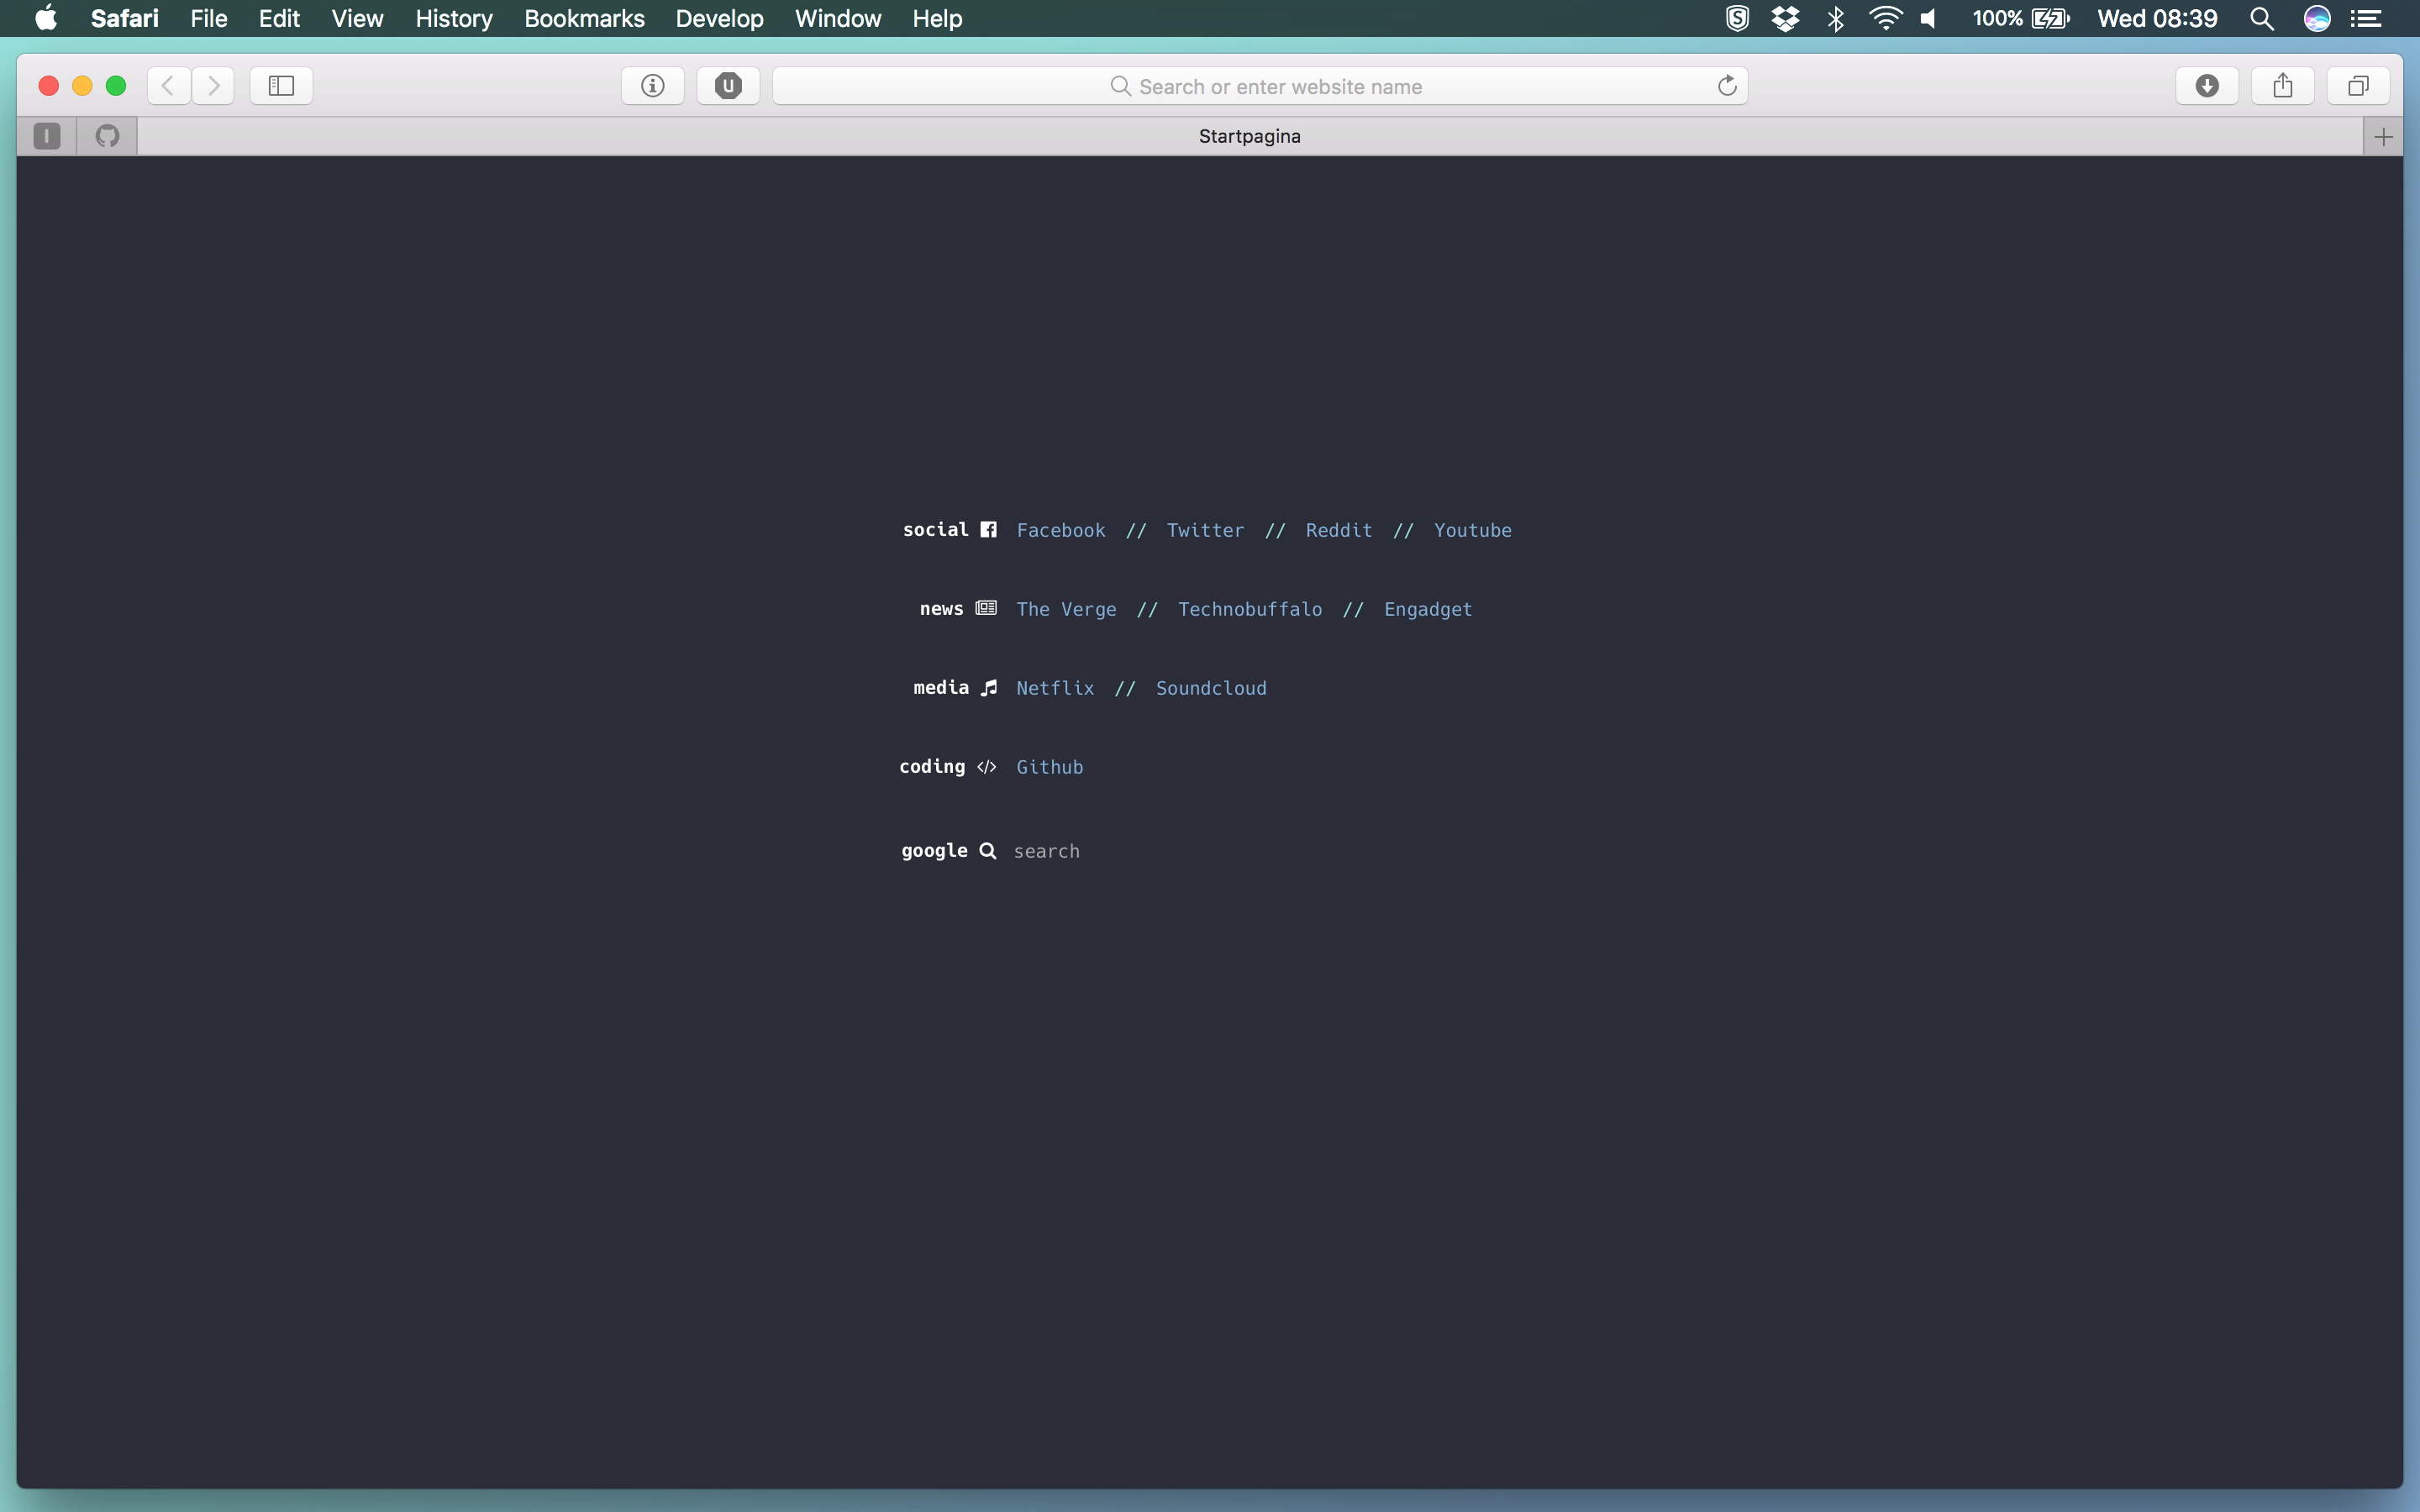 Safari File Edit View History Bookmarks Develop Window Help 100% Wed 08:39
Search or enter website name
Startpagina
social Facebook // Twitter // Reddit // Youtube
news The Verge // Technobuffalo // Engadget
media Netflix // Soundcloud
coding </> Github
google search